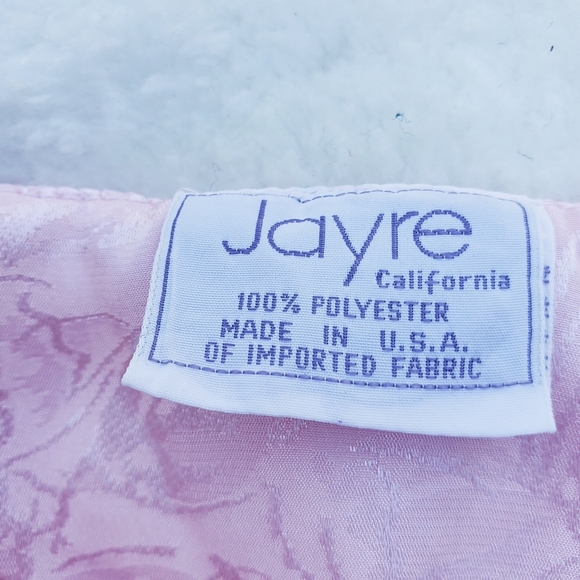 Jayre
California
100% POLYESTER
MADE IN U.S.A.
OF IMPORTED FABRIC